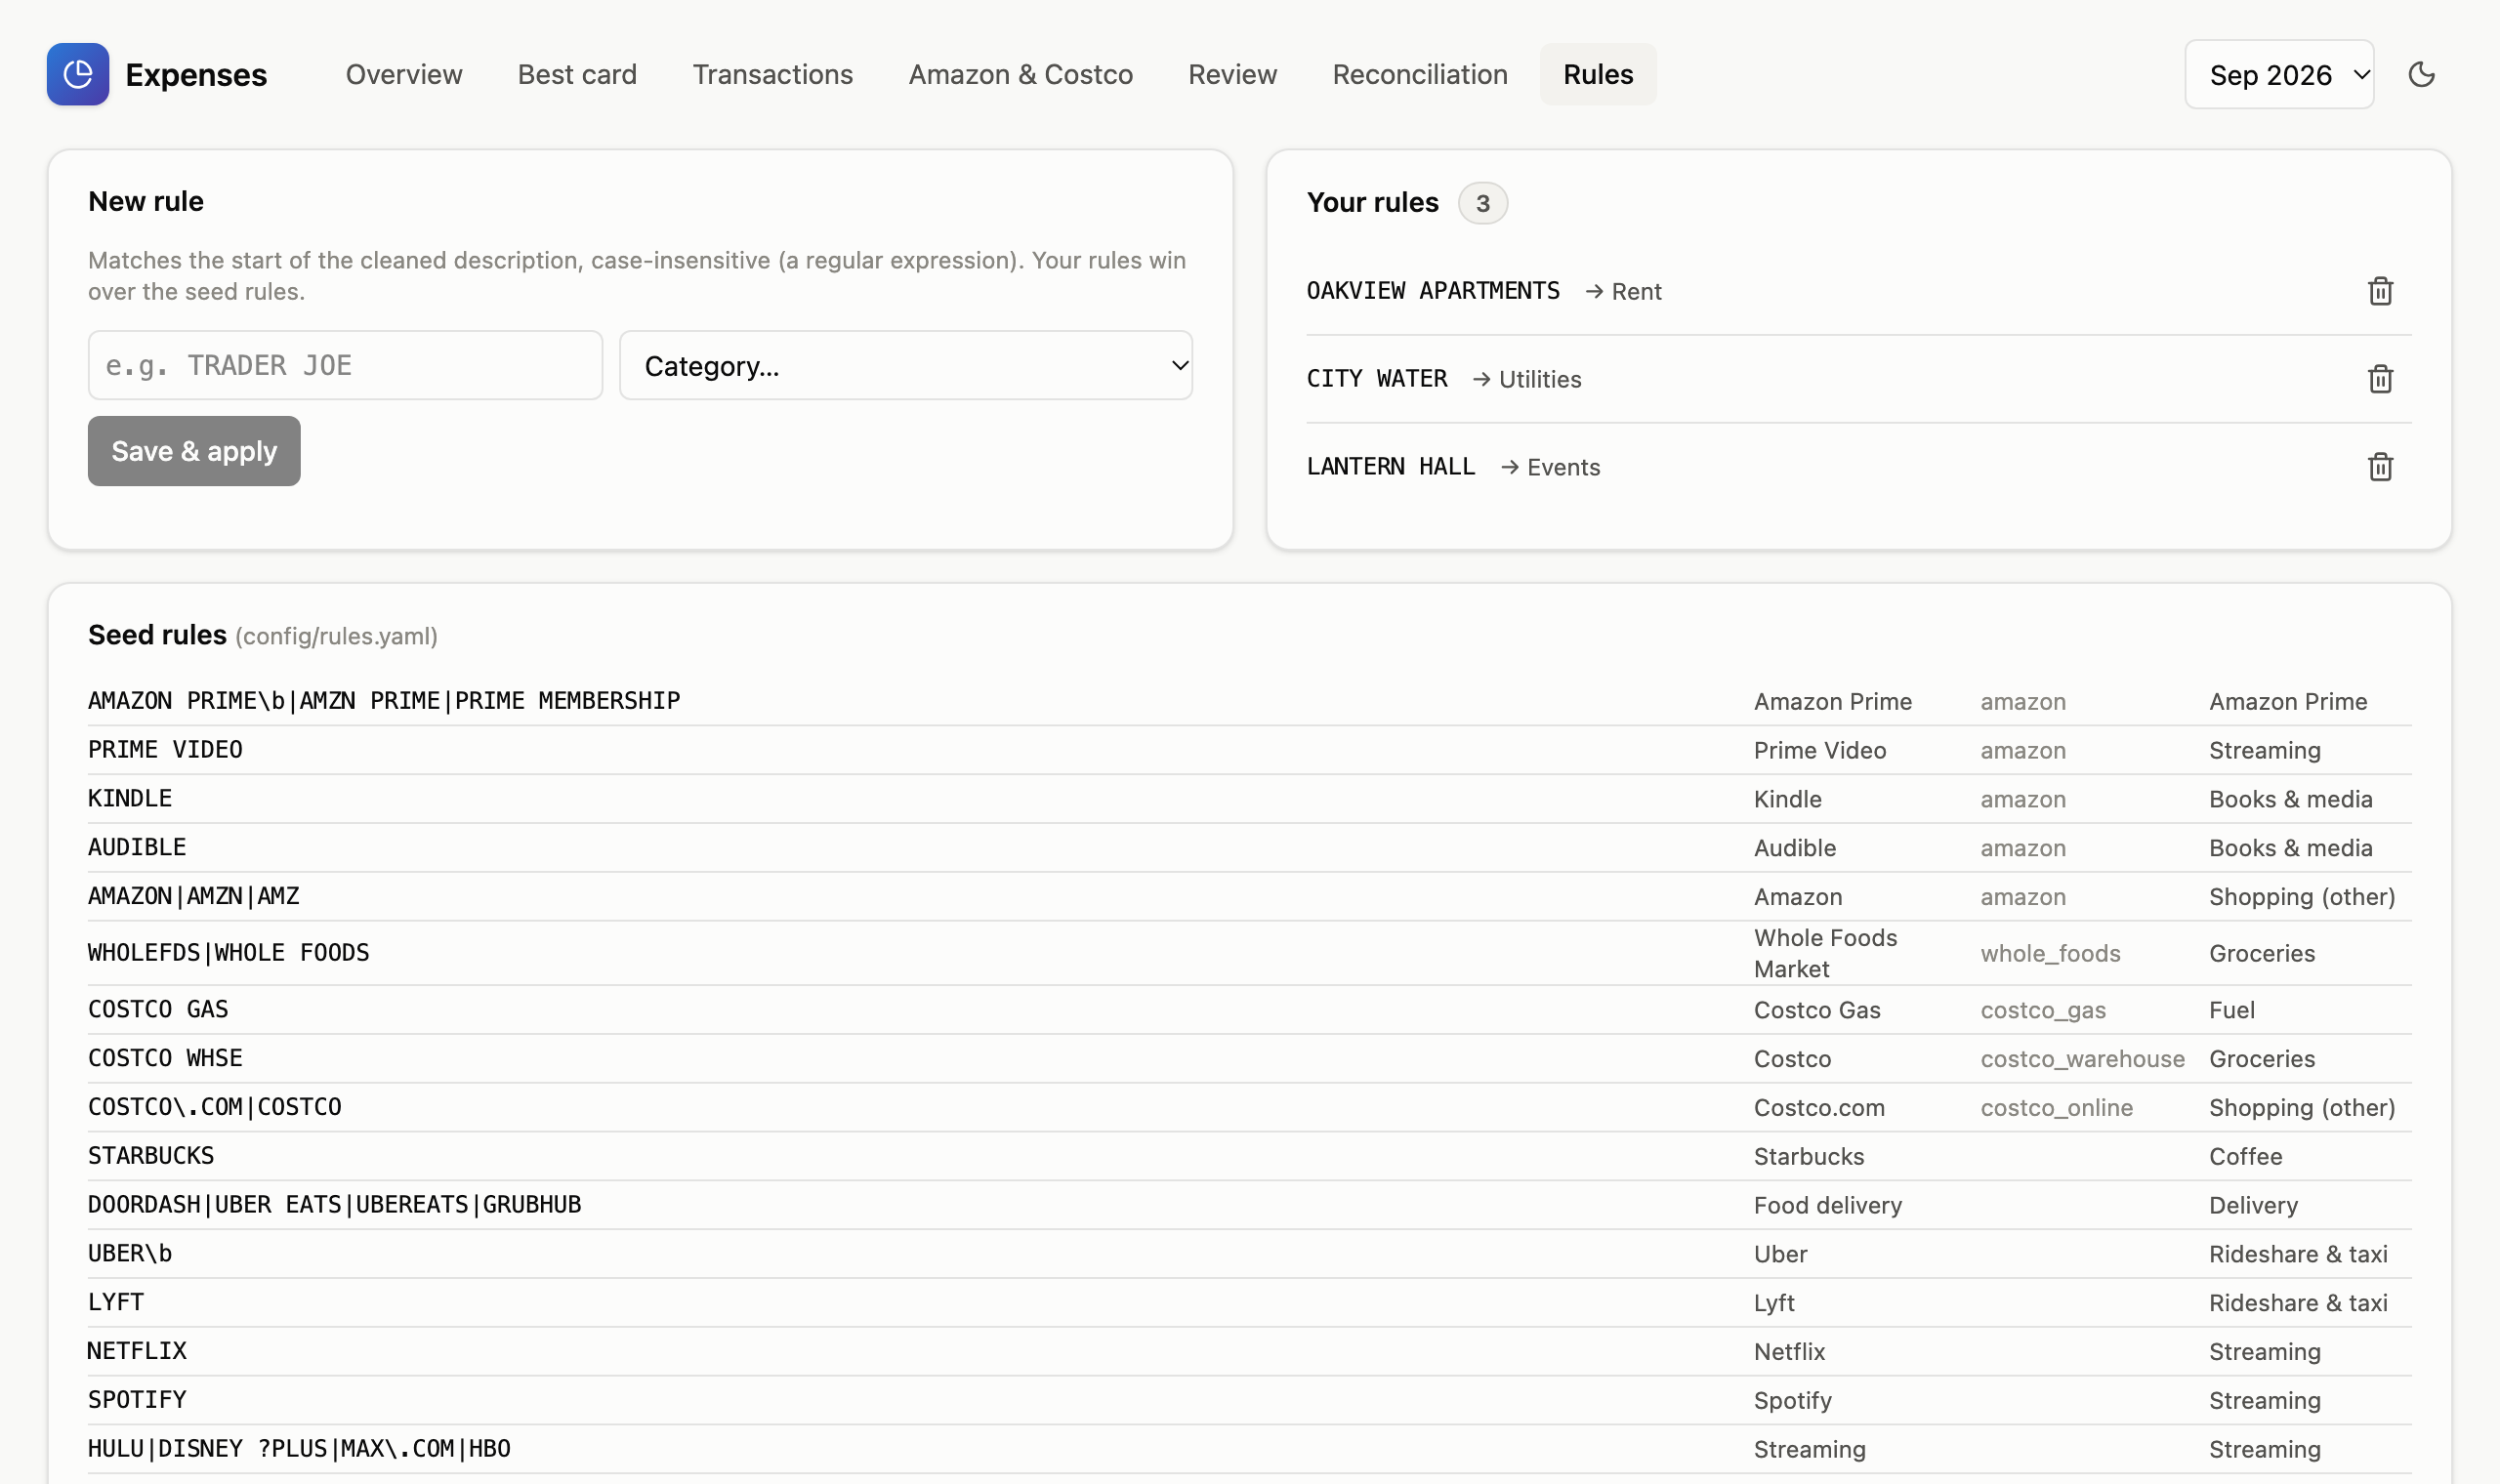 Expenses Overview Best card Transactions Amazon & Costco Review Reconciliation Rules Sep 2026
New rule
Matches the start of the cleaned description, case-insensitive (a regular expression). Your rules win
over the seed rules.
e.g. TRADER JOE Category...
Save & apply
Your rules 3
OAKVIEW APARTMENTS → Rent
CITY WATER → Utilities
LANTERN HALL → Events
Seed rules (config/rules.yaml)
AMAZON PRIME\b|AMZN PRIME|PRIME MEMBERSHIP Amazon Prime amazon Amazon Prime
PRIME VIDEO Prime Video amazon Streaming
KINDLE Kindle amazon Books & media
AUDIBLE Audible amazon Books & media
AMAZON|AMZN|AMZ Amazon amazon Shopping (other)
WHOLEFDS|WHOLE FOODS Whole Foods Market whole_foods Groceries
COSTCO GAS Costco Gas costco_gas Fuel
COSTCO WHSE Costco costco_warehouse Groceries
COSTCO\.COM|COSTCO Costco.com costco_online Shopping (other)
STARBUCKS Starbucks Coffee
DOORDASH|UBER EATS|UBEREATS|GRUBHUB Food delivery Delivery
UBER\b Uber Rideshare & taxi
LYFT Lyft Rideshare & taxi
NETFLIX Netflix Streaming
SPOTIFY Spotify Streaming
HULU|DISNEY ?PLUS|MAX\.COM|HBO Streaming Streaming